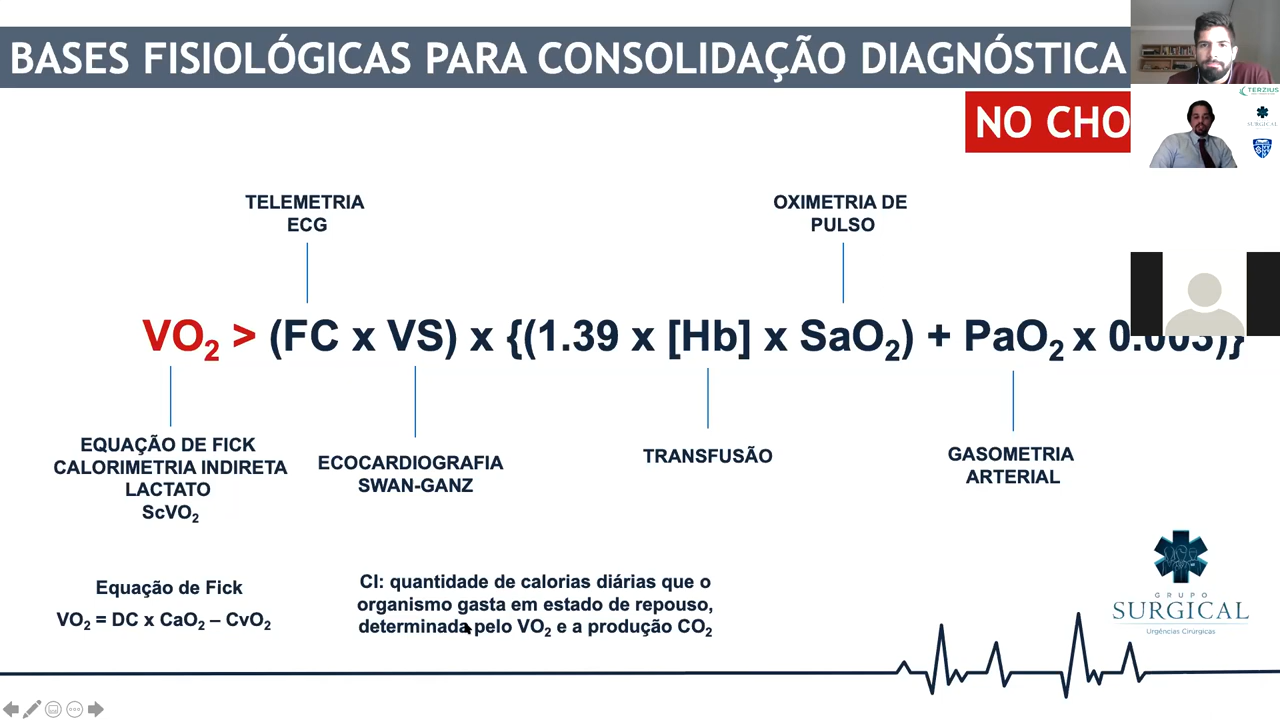 BASES FISIOLÓGICAS PARA CONSOLIDAÇÃO DIAGNÓSTICA
NO CHO
TERZIUS
SURGICAL
TELEMETRIA
ECG
OXIMETRIA DE
PULSO
VO₂ > (FC x VS) x {(1.39 x [Hb] x SaO₂) + PaO₂ x 0.003)}
EQUAÇÃO DE FICK
CALORIMETRIA INDIRETA
LACTATO
ScVO₂
ECOCARDIOGRAFIA
SWAN-GANZ
TRANSFUSÃO
GASOMETRIA
ARTERIAL
Equação de Fick
VO₂ = DC x CaO₂ – CvO₂
CI: quantidade de calorias diárias que o
organismo gasta em estado de repouso,
determinada pelo VO₂ e a produção CO₂
GRUPO
SURGICAL
Urgências Cirurgicas